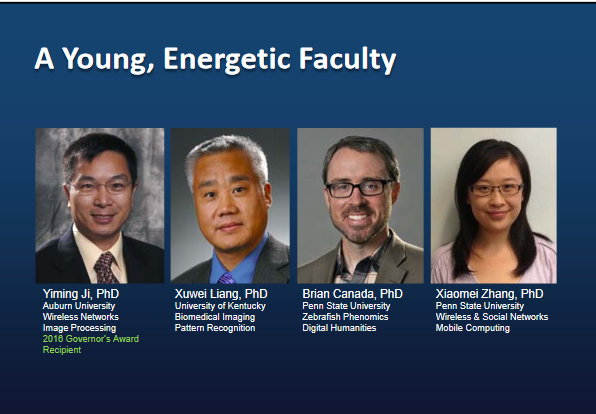 A Young, Energetic Faculty
Yiming Ji, PhD
Auburn University
Wireless Networks
Image Processing
2016 Governor's Award
Recipient
Xuwei Liang, PhD
University of Kentucky
Biomedical Imaging
Pattern Recognition
Brian Canada, PhD
Penn State University
Zebrafish Phenomics
Digital Humanities
Xiaomei Zhang, PhD
Penn State University
Wireless & Social Networks
Mobile Computing